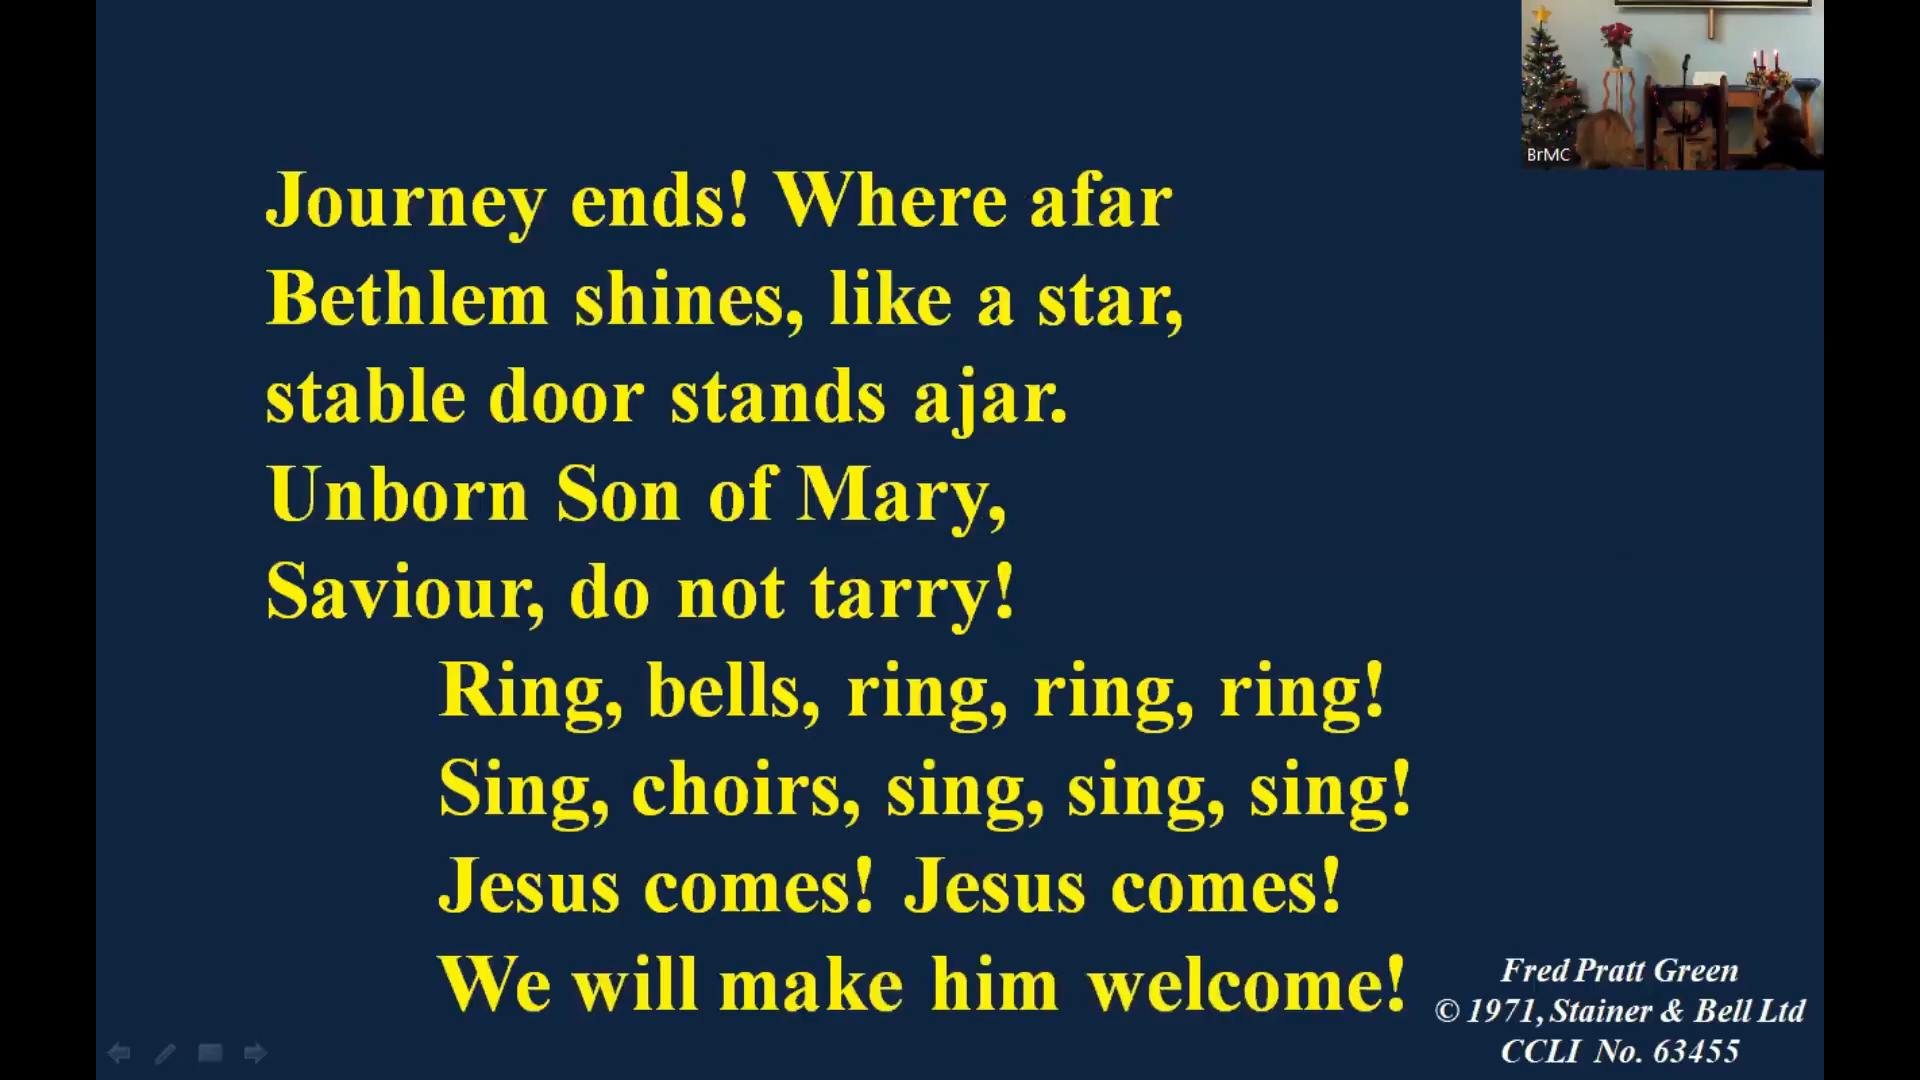 BrMC
Journey ends! Where afar
Bethlem shines, like a star,
stable door stands ajar.
Unborn Son of Mary,
Saviour, do not tarry!
Ring, bells, ring, ring, ring!
Sing, choirs, sing, sing, sing!
Jesus comes! Jesus comes!
We will make him welcome!
Fred Pratt Green
© 1971, Stainer & Bell Ltd
CCLI No. 63455